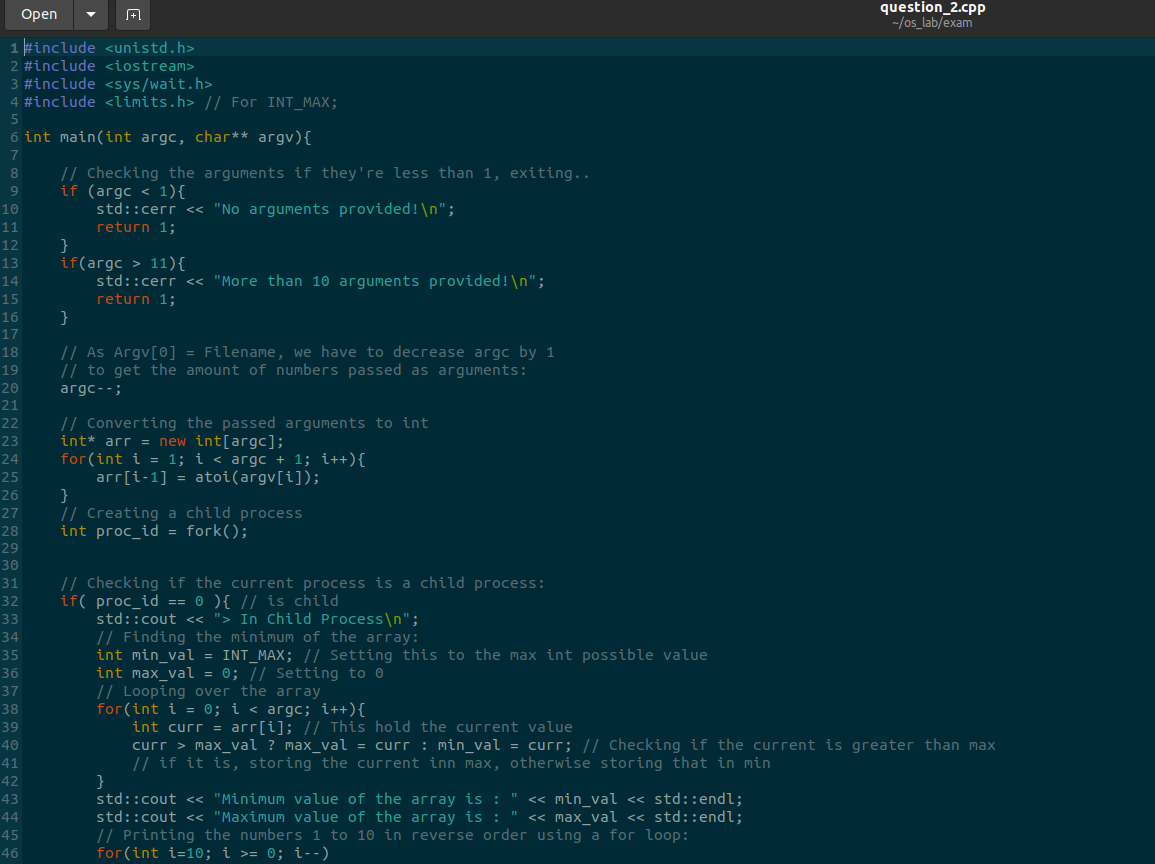 Open
question_2.cpp
~/os_lab/exam
1 #include <unistd.h>
2 #include <iostream>
3 #include <sys/wait.h>
4 #include <limits.h> // For INT_MAX;
5
6 int main(int argc, char** argv){
7
8     // Checking the arguments if they're less than 1, exiting..
9     if (argc < 1){
10         std::cerr << "No arguments provided!\n";
11         return 1;
12     }
13     if(argc > 11){
14         std::cerr << "More than 10 arguments provided!\n";
15         return 1;
16     }
17
18     // As Argv[0] = Filename, we have to decrease argc by 1
19     // to get the amount of numbers passed as arguments:
20     argc--;
21
22     // Converting the passed arguments to int
23     int* arr = new int[argc];
24     for(int i = 1; i < argc + 1; i++){
25         arr[i-1] = atoi(argv[i]);
26     }
27     // Creating a child process
28     int proc_id = fork();
29
30
31     // Checking if the current process is a child process:
32     if( proc_id == 0 ){ // is child
33         std::cout << "> In Child Process\n";
34         // Finding the minimum of the array:
35         int min_val = INT_MAX; // Setting this to the max int possible value
36         int max_val = 0; // Setting to 0
37         // Looping over the array
38         for(int i = 0; i < argc; i++){
39             int curr = arr[i]; // This hold the current value
40             curr > max_val ? max_val = curr : min_val = curr; // Checking if the current is greater than max
41             // if it is, storing the current inn max, otherwise storing that in min
42         }
43         std::cout << "Minimum value of the array is : " << min_val << std::endl;
44         std::cout << "Maximum value of the array is : " << max_val << std::endl;
45         // Printing the numbers 1 to 10 in reverse order using a for loop:
46         for(int i=10; i >= 0; i--)